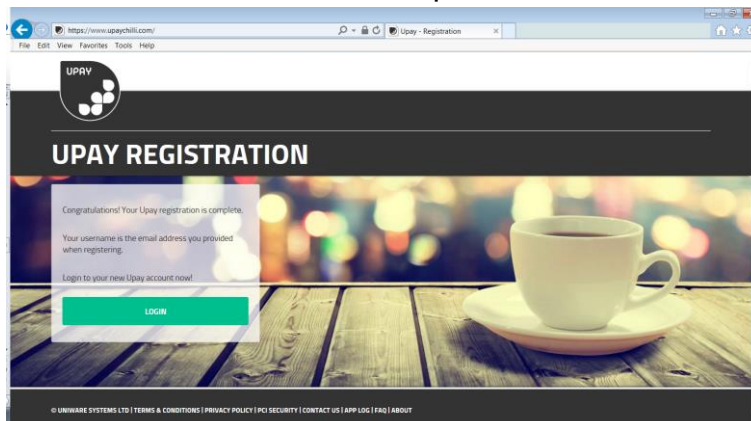 https://www.upaychilli.com/
Upay - Registration
File Edit View Favorites Tools Help
UPAY
UPAY REGISTRATION
Congratulations! Your Upay registration is complete.
Your username is the email address you provided
when registering.
Login to your new Upay account now!
LOGIN
© UNIWARE SYSTEMS LTD | TERMS & CONDITIONS | PRIVACY POLICY | PCI SECURITY | CONTACT US | APP LOG | FAQ | ABOUT